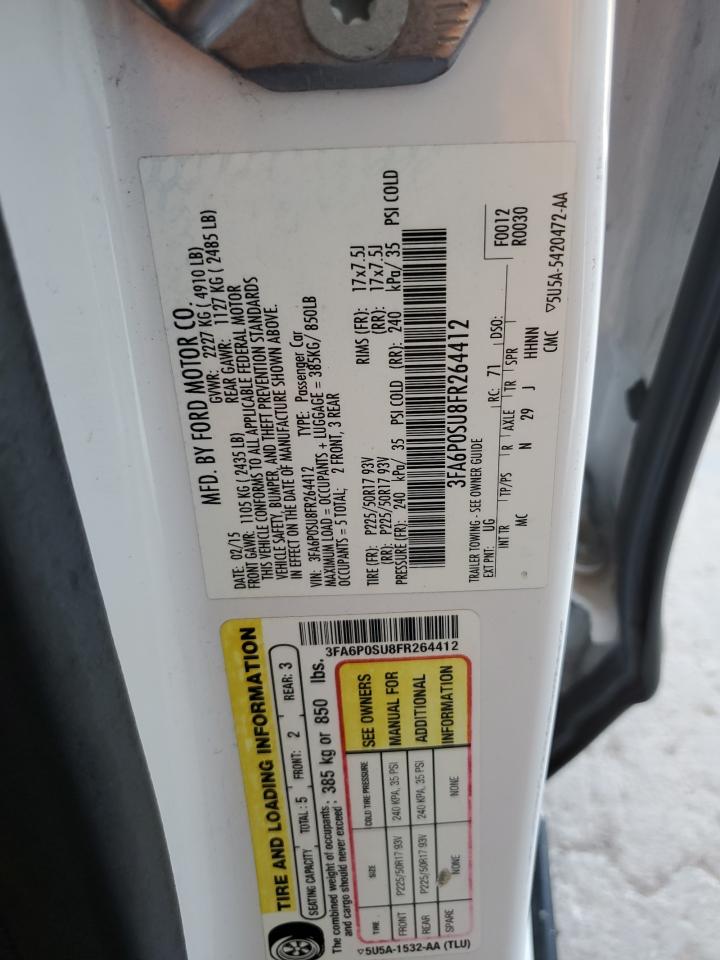 MFD. BY FORD MOTOR CO.
DATE: 02/15 GVWR: 2227 KG ( 4910 LB)
FRONT GAWR: 1105 KG ( 2435 LB) REAR GAWR: 1127 KG ( 2485 LB)
THIS VEHICLE CONFORMS TO ALL APPLICABLE FEDERAL MOTOR
VEHICLE SAFETY, BUMPER, AND THEFT PREVENTION STANDARDS
IN EFFECT ON THE DATE OF MANUFACTURE SHOWN ABOVE.
VIN: 3FA6P0SU8FR264412 TYPE: Passenger Car
MAXIMUM LOAD = OCCUPANTS + LUGGAGE = 385KG/ 850LB
OCCUPANTS = 5 TOTAL: 2 FRONT, 3 REAR
TIRE (FR): P225/50R17 93V RIMS (FR): 17x7.5J
(RR): P225/50R17 93V (RR): 17x7.5J
PRESSURE (FR): 240 kPa/ 35 PSI COLD (RR): 240 kPa/ 35 PSI COLD
3FA6P0SU8FR264412
TRAILER TOWING - SEE OWNER GUIDE
EXT PNT: UG RC: 71 DSO: F0012
R0030
INT TR TP/PS R AXLE TR SPR
MC N 29 J HHNN
CMC ▽5U5A-5420472-AA
TIRE AND LOADING INFORMATION
SEATING CAPACITY TOTAL: 5 FRONT: 2 REAR: 3
The combined weight of occupants and cargo should never exceed : 385 kg or 850 lbs.
3FA6P0SU8FR264412
TIRE SIZE COLD TIRE PRESSURE
FRONT P225/50R17 93V 240 KPA, 35 PSI
REAR P225/50R17 93V 240 KPA, 35 PSI
SPARE NONE NONE
SEE OWNERS
MANUAL FOR
ADDITIONAL
INFORMATION
▽5U5A-1532-AA (TLU)